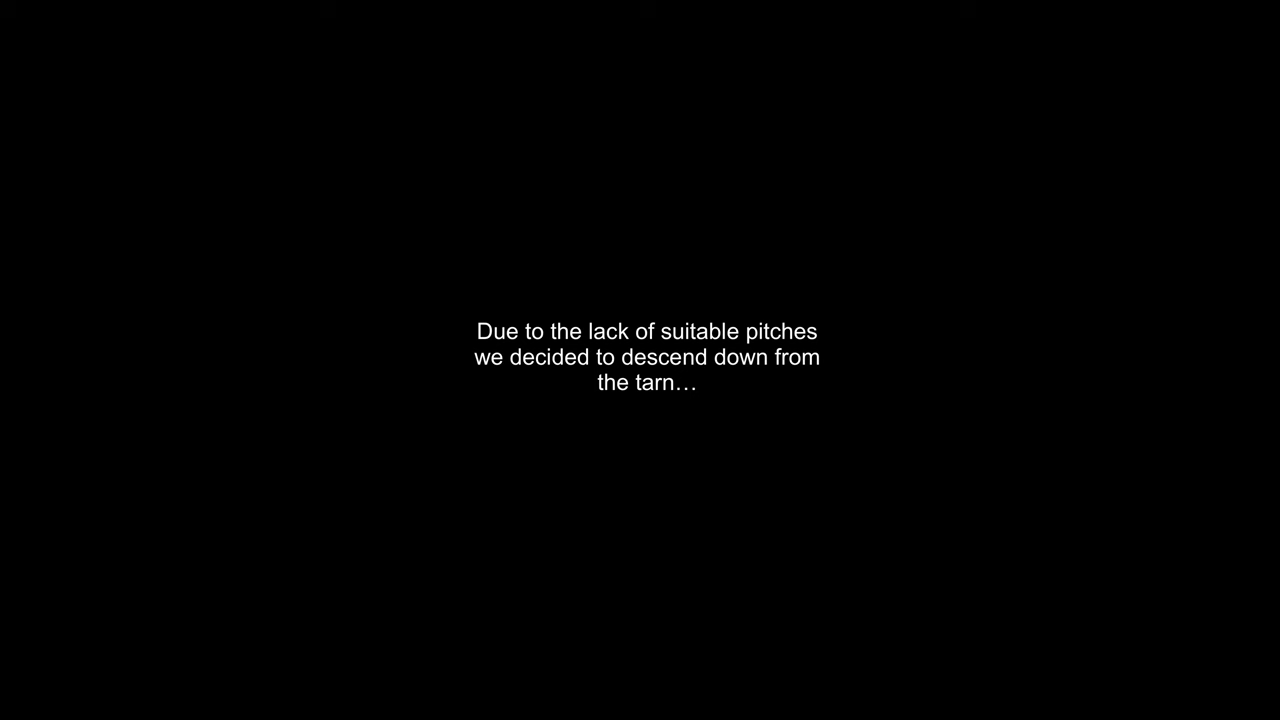 Due to the lack of suitable pitches
we decided to descend down from
the tarn…